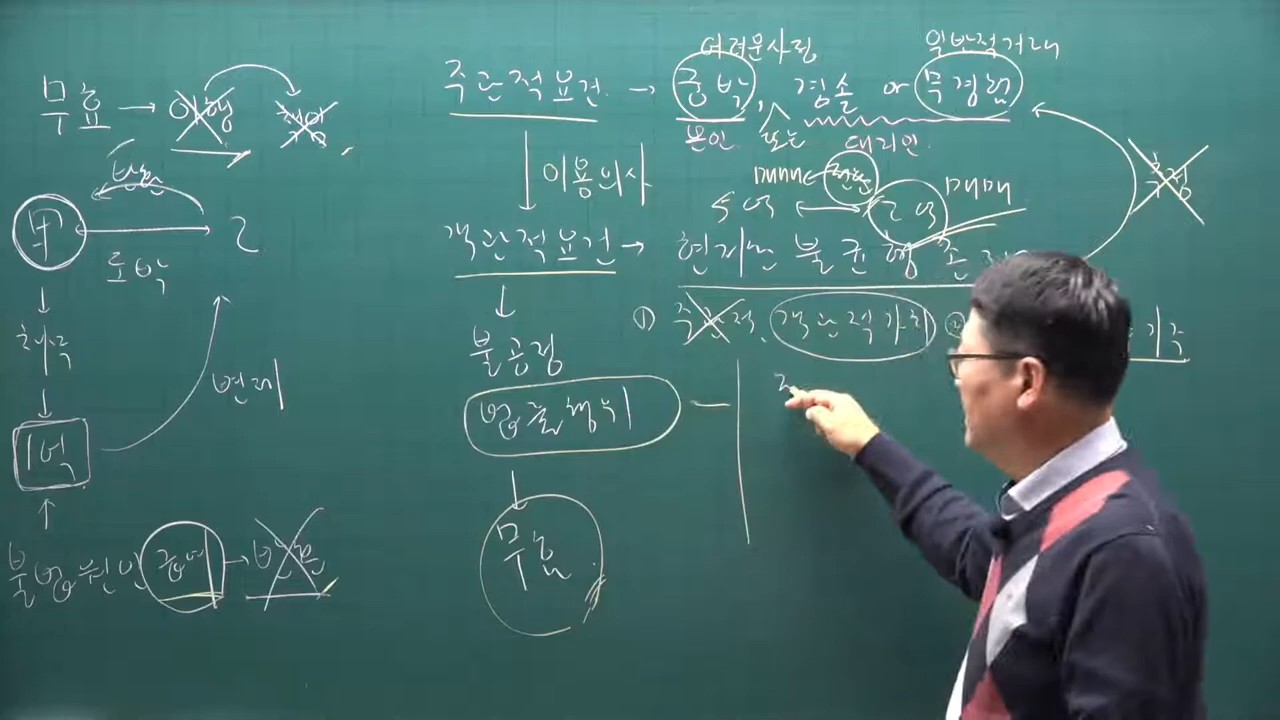 무효 → 이행
甲 → 乙
반환
도박
채무
1억
변제
불법원인 급여 → 반환
주관적요건 → 궁박, 경솔 or 무경험
어려운사정
일반적거래
본인 또는 대리인
이용의사
매매 매매
5억 ↔ 2억
객관적요건 → 현저한 불균형 존재
① 주관적, 객관적가치 ②
불공정
법률행위
무효